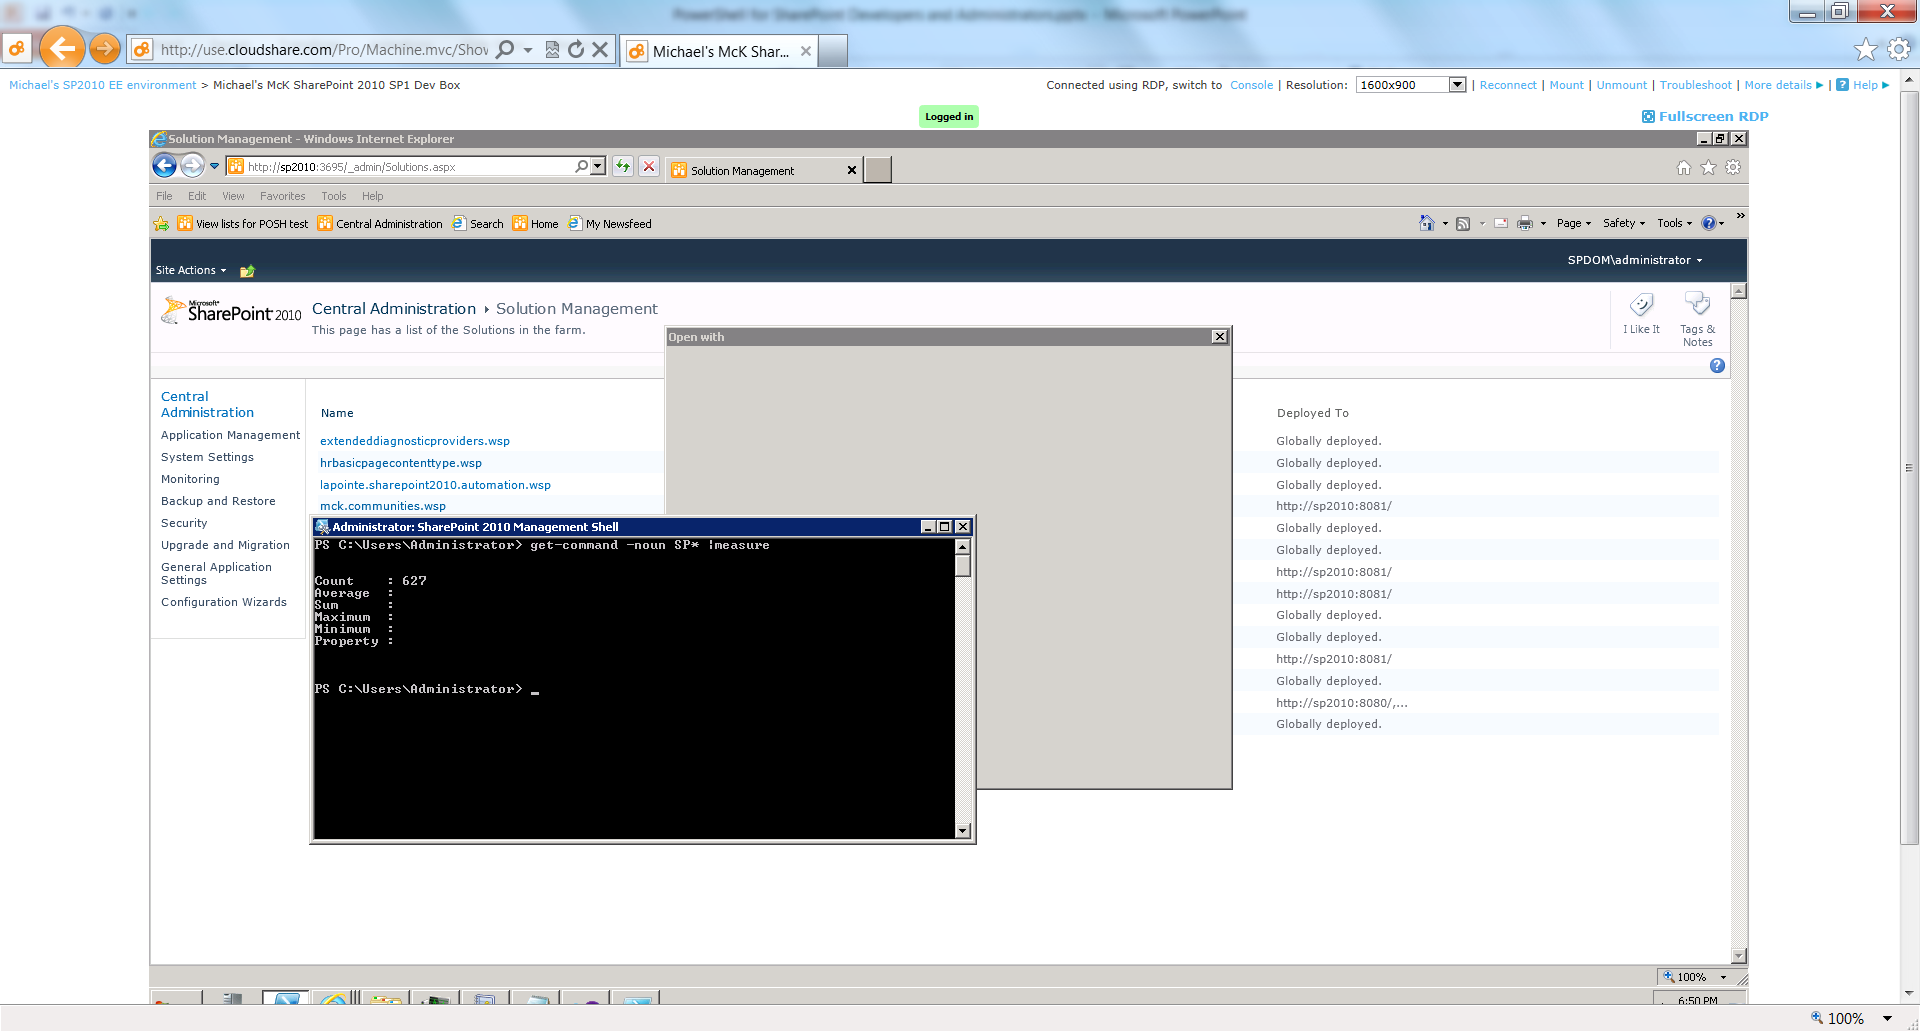 PowerShell for SharePoint Developers and Administrators.pptx - Microsoft PowerPoint
http://use.cloudshare.com/Pro/Machine.mvc/Shov
Michael's McK Shar...
Michael's SP2010 EE environment > Michael's McK SharePoint 2010 SP1 Dev Box
Connected using RDP, switch to Console | Resolution: 1600x900 | Reconnect | Mount | Unmount | Troubleshoot | More details | Help
Logged in
Fullscreen RDP
Solution Management - Windows Internet Explorer
http://sp2010:3695/_admin/Solutions.aspx
Solution Management
File Edit View Favorites Tools Help
View lists for POSH test Central Administration Search Home My Newsfeed
Page Safety Tools
Site Actions
SPDOM\administrator
Microsoft
SharePoint 2010
Central Administration Solution Management
This page has a list of the Solutions in the farm.
I Like It
Tags & Notes
Open with
Central Administration
Application Management
System Settings
Monitoring
Backup and Restore
Security
Upgrade and Migration
General Application Settings
Configuration Wizards
Name
extendeddiagnosticproviders.wsp
hrbasicpagecontenttype.wsp
lapointe.sharepoint2010.automation.wsp
mck.communities.wsp
Deployed To
Globally deployed.
Globally deployed.
Globally deployed.
http://sp2010:8081/
Globally deployed.
Globally deployed.
http://sp2010:8081/
http://sp2010:8081/
Globally deployed.
Globally deployed.
http://sp2010:8081/
Globally deployed.
http://sp2010:8080/,...
Globally deployed.
Administrator: SharePoint 2010 Management Shell
PS C:\Users\Administrator> get-command -noun SP* |measure
Count : 627
Average :
Sum :
Maximum :
Minimum :
Property :
PS C:\Users\Administrator> _
100%
6:50 PM
100%